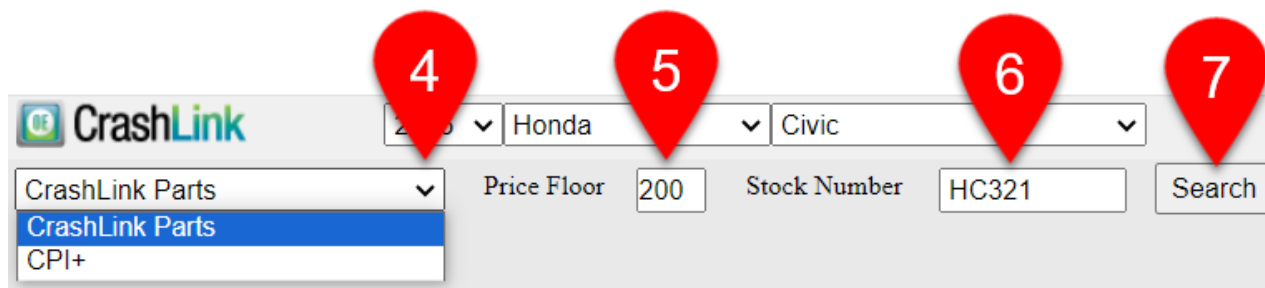 4 5 6 7
OE CrashLink Honda Civic
CrashLink Parts Price Floor 200 Stock Number HC321 Search
CrashLink Parts
CPI+